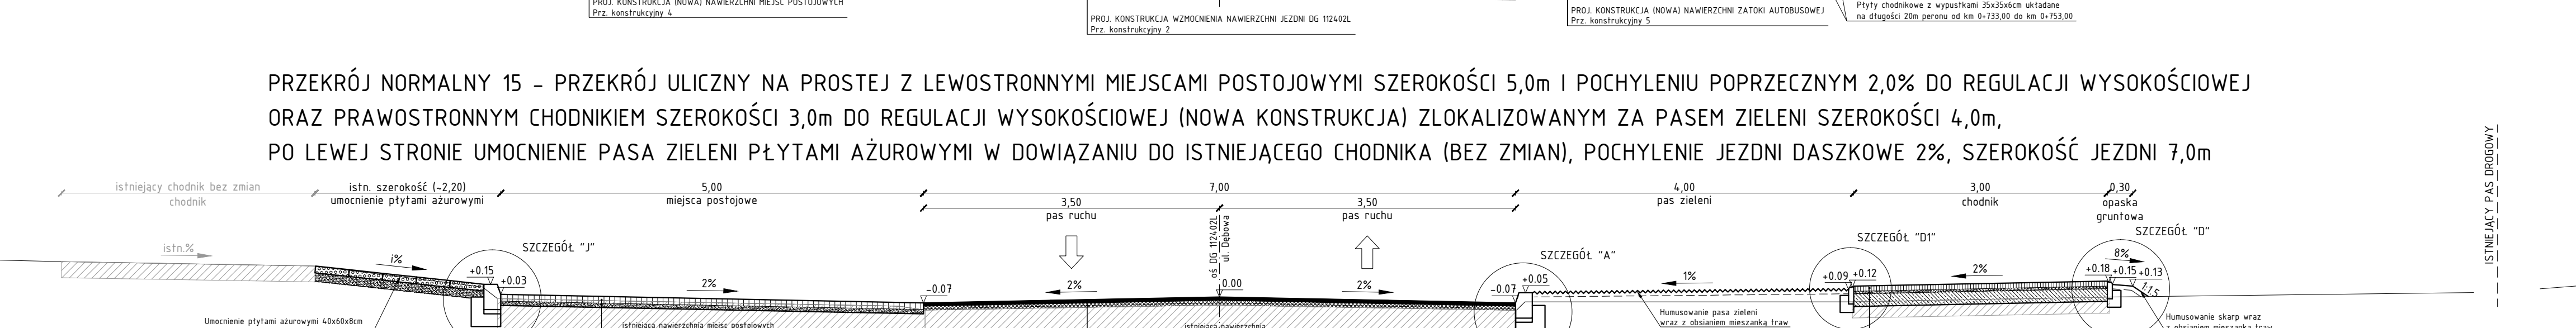 PROJ. KONSTRUKCJA (NOWA) NAWIERZCHNI MIEJSC POSTOJOWYCH
Prz. konstrukcyjny 4
PROJ. KONSTRUKCJA WZMOCNIENIA NAWIERZCHNI JEZDNI DG 112402L
Prz. konstrukcyjny 2
PROJ. KONSTRUKCJA (NOWA) NAWIERZCHNI ZATOKI AUTOBUSOWEJ
Prz. konstrukcyjny 5
Płyty chodnikowe z wypustkami 35x35x6cm układane
na długości 20m peronu od km 0+733,00 do km 0+753,00
PRZEKRÓJ NORMALNY 15 - PRZEKRÓJ ULICZNY NA PROSTEJ Z LEWOSTRONNYMI MIEJSCAMI POSTOJOWYMI SZEROKOŚCI 5,0m I POCHYLENIU POPRZECZNYM 2,0% DO REGULACJI WYSOKOŚCIOWEJ
ORAZ PRAWOSTRONNYM CHODNIKIEM SZEROKOŚCI 3,0m DO REGULACJI WYSOKOŚCIOWEJ (NOWA KONSTRUKCJA) ZLOKALIZOWANYM ZA PASEM ZIELENI SZEROKOŚCI 4,0m,
PO LEWEJ STRONIE UMOCNIENIE PASA ZIELENI PŁYTAMI AŻUROWYMI W DOWIĄZANIU DO ISTNIEJĄCEGO CHODNIKA (BEZ ZMIAN), POCHYLENIE JEZDNI DASZKOWE 2%, SZEROKOŚĆ JEZDNI 7,0m
istniejący chodnik bez zmian
chodnik
istn. szerokość (~2,20)
umocnienie płytami ażurowymi
5,00
miejsca postojowe
7,00
3,50
pas ruchu
3,50
pas ruchu
4,00
pas zieleni
3,00
chodnik
0,30
opaska
gruntowa
ISTNIEJĄCY PAS DROGOWY
oś DG 112402L
ul. Dębowa
istn.%
i%
SZCZEGÓŁ "J"
+0.15
+0.03
2%
-0.07
2%
0.00
2%
-0.07
SZCZEGÓŁ "A"
+0.05
1%
SZCZEGÓŁ "D1"
+0.09
+0.12
2%
SZCZEGÓŁ "D"
8%
+0.18
+0.15
+0.13
1:1.5
Umocnienie płytami ażurowymi 40x60x8cm
istniejąca nawierzchnia miejsc postojowych
istniejąca nawierzchnia
Humusowanie pasa zieleni
wraz z obsianiem mieszanką traw
Humusowanie skarp wraz
z obsianiem mieszanką traw